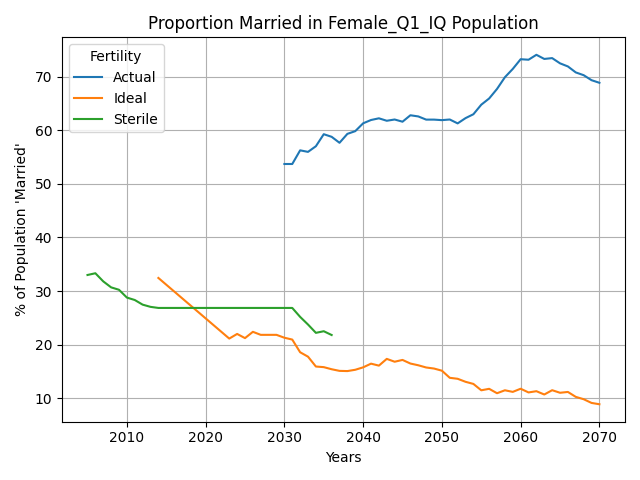 Proportion Married in Female_Q1_IQ Population
Fertility
Actual
Ideal
Sterile
% of Population 'Married'
70
60
50
40
30
20
10
2010 2020 2030 2040 2050 2060 2070
Years